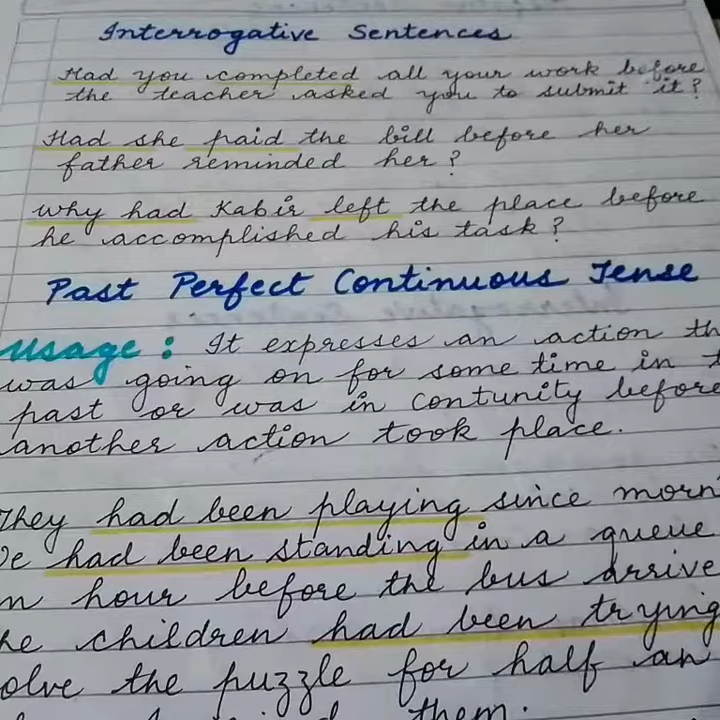 Interrogative Sentences
Had you completed all your work before
the teacher asked you to submit it?
Had she paid the bill before her
father reminded her?
why had Kabir left the place before
he accomplished his task?
Past Perfect Continuous Tense
usage: It expresses an action th
was going on for some time in t
past or was in contunity before
another action took place.
They had been playing since morn
had been standing in a queue
hour before the bus arrive
children had been trying
olve the puzzle for half an
them.